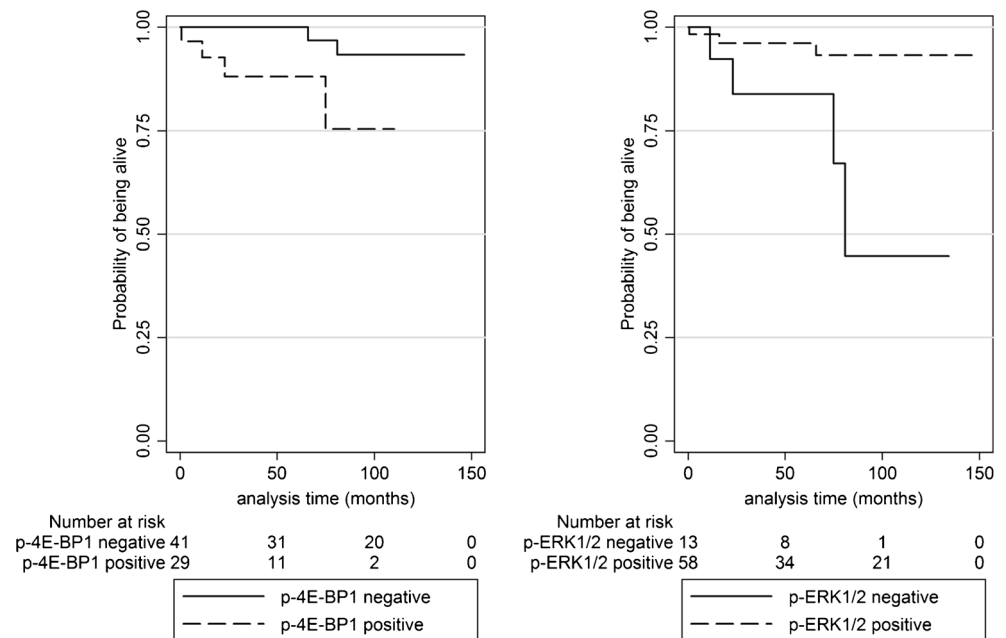 Probability of being alive
1.00
0.75
0.50
0.25
0.00
0 50 100 150
analysis time (months)
Number at risk
p-4E-BP1 negative 41 31 20 0
p-4E-BP1 positive 29 11 2 0
p-4E-BP1 negative
p-4E-BP1 positive
Probability of being alive
1.00
0.75
0.50
0.25
0.00
0 50 100 150
analysis time (months)
Number at risk
p-ERK1/2 negative 13 8 1 0
p-ERK1/2 positive 58 34 21 0
p-ERK1/2 negative
p-ERK1/2 positive